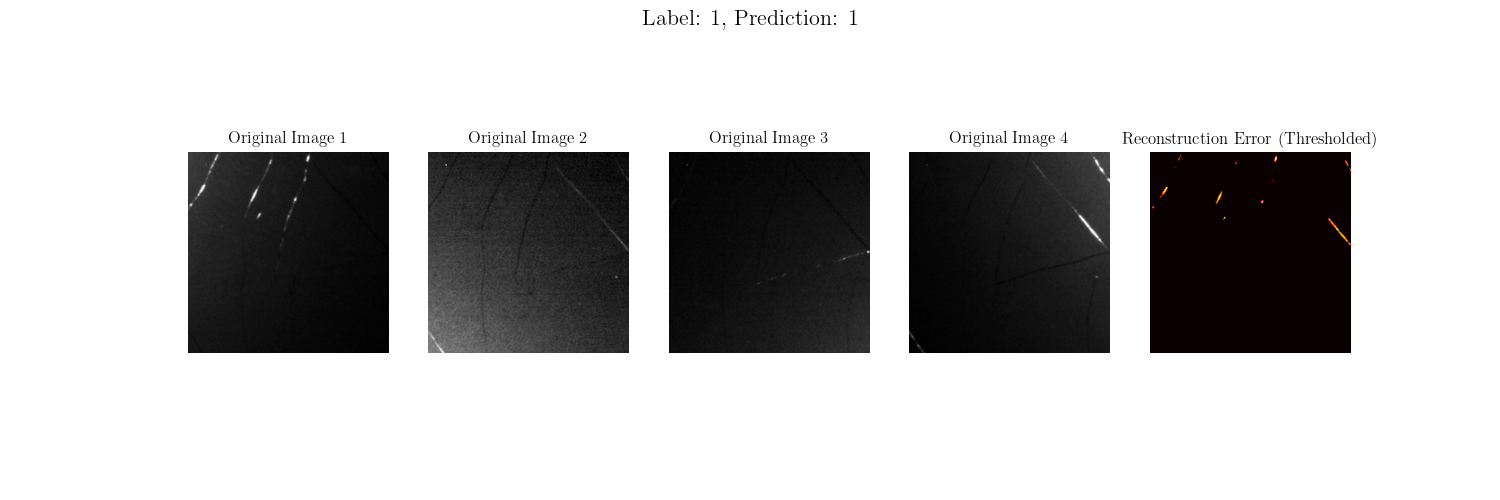 Label: 1, Prediction: 1
Original Image 1
Original Image 2
Original Image 3
Original Image 4
Reconstruction Error (Thresholded)